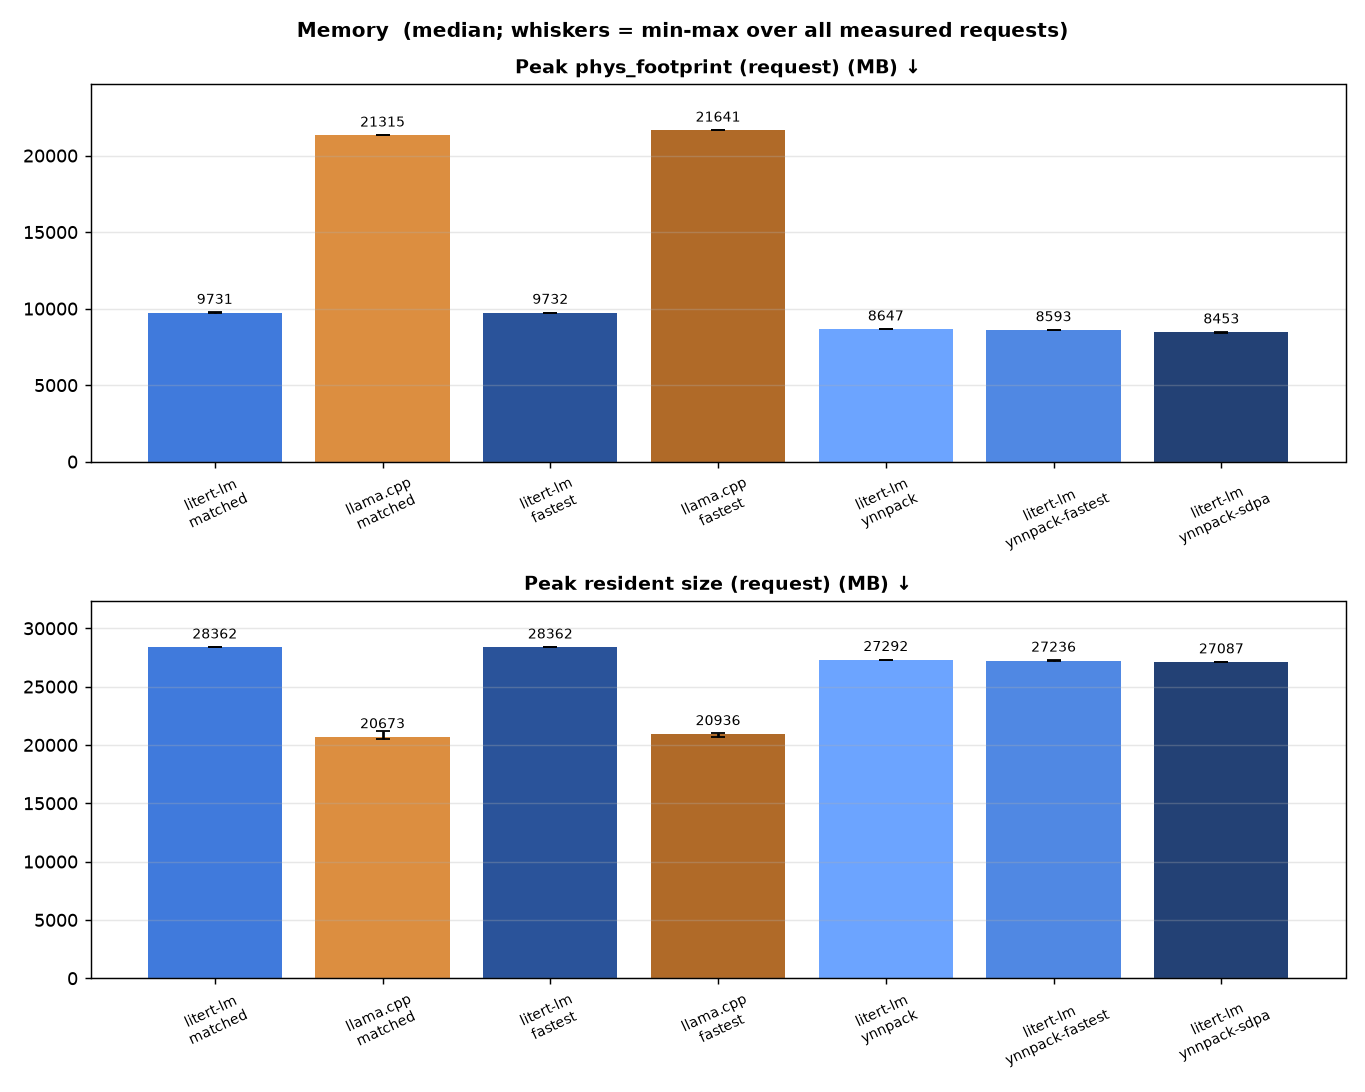 Memory  (median; whiskers = min-max over all measured requests)
Peak phys_footprint (request) (MB) ↓
20000
15000
10000
5000
0
9731
21315
9732
21641
8647
8593
8453
litert-lm
matched
llama.cpp
matched
litert-lm
fastest
llama.cpp
fastest
litert-lm
ynnpack
litert-lm
ynnpack-fastest
litert-lm
ynnpack-sdpa
Peak resident size (request) (MB) ↓
30000
25000
20000
15000
10000
5000
0
28362
20673
28362
20936
27292
27236
27087
litert-lm
matched
llama.cpp
matched
litert-lm
fastest
llama.cpp
fastest
litert-lm
ynnpack
litert-lm
ynnpack-fastest
litert-lm
ynnpack-sdpa